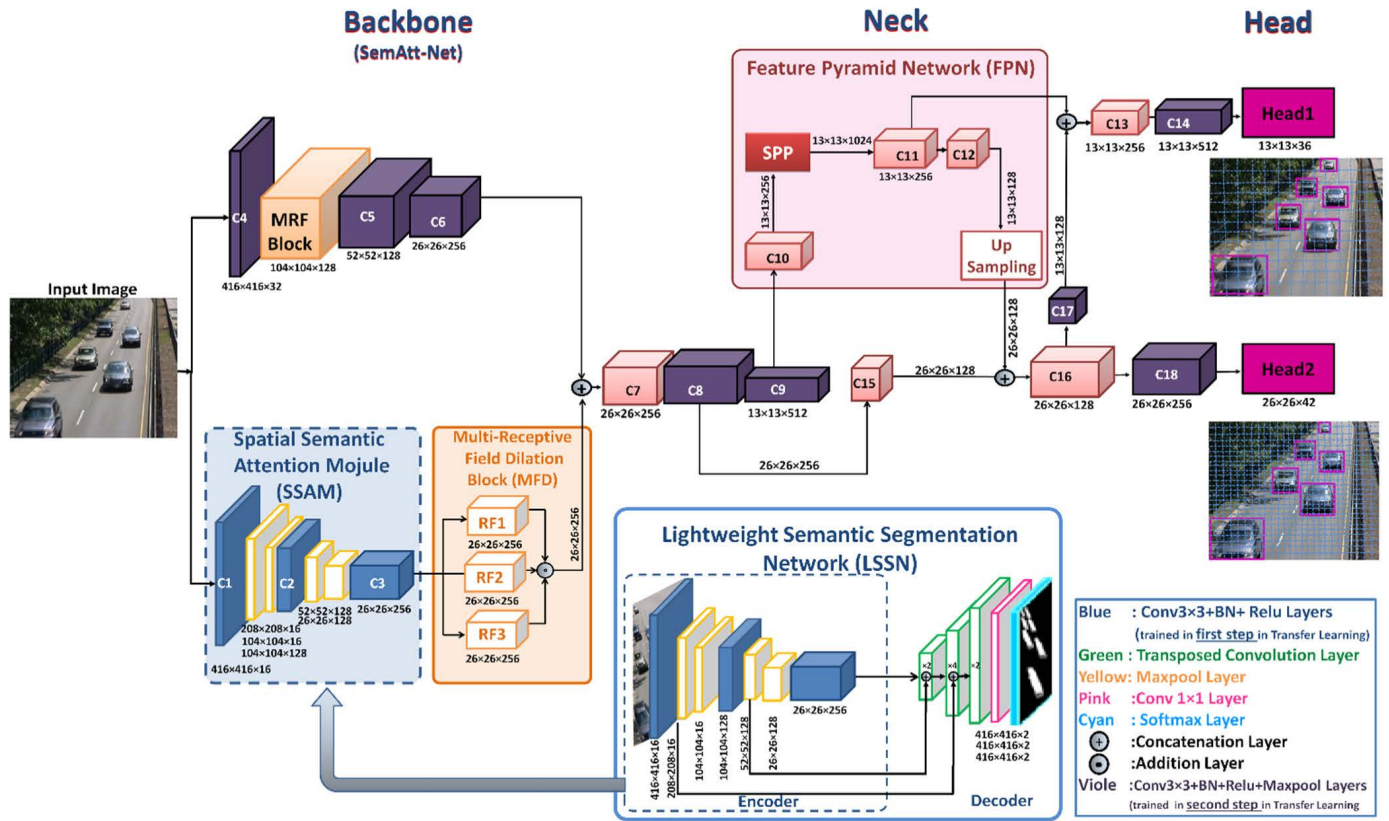 Backbone
(SemAtt-Net)
Neck
Head
Feature Pyramid Network (FPN)
SPP
13×13×1024
C11
13×13×256
C12
13×13×256
C10
13×13×128
Up
Sampling
C13
13×13×256
C14
13×13×512
Head1
13×13×36
C4
416×416×32
MRF
Block
104×104×128
C5
52×52×128
C6
26×26×256
Input Image
13×13×128
C17
26×26×128
C7
26×26×256
C8
C9
13×13×512
C15
26×26×128
C16
26×26×128
C18
26×26×256
Head2
26×26×42
26×26×256
Spatial Semantic
Attention Mojule
(SSAM)
C1
C2
C3
52×52×128
26×26×128
26×26×256
208×208×16
104×104×16
104×104×128
416×416×16
Multi-Receptive
Field Dilation
Block (MFD)
RF1
26×26×256
RF2
26×26×256
RF3
26×26×256
26×26×256
Lightweight Semantic Segmentation
Network (LSSN)
416×416×16
208×208×16
104×104×16
104×104×128
52×52×128
26×26×128
26×26×256
×2
×4
×2
416×416×2
416×416×2
416×416×2
Encoder
Decoder
Blue : Conv3×3+BN+ Relu Layers
(trained in first step in Transfer Learning)
Green : Transposed Convolution Layer
Yellow: Maxpool Layer
Pink :Conv 1×1 Layer
Cyan : Softmax Layer
:Concatenation Layer
:Addition Layer
Viole : Conv3×3+BN+Relu+Maxpool Layers
(trained in second step in Transfer Learning